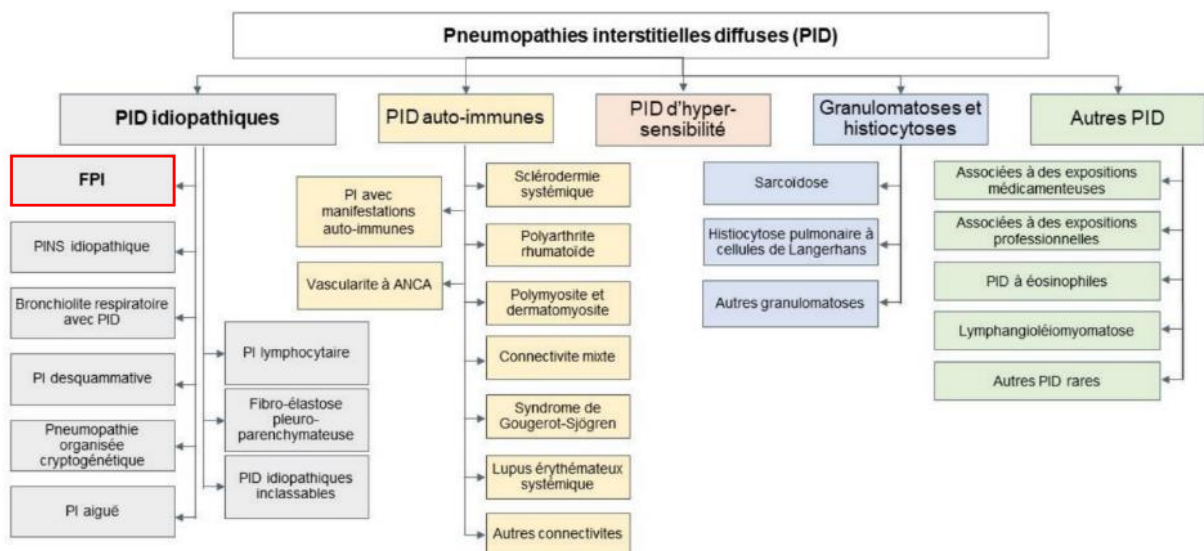 Pneumopathies interstitielles diffuses (PID)
PID idiopathiques
FPI
PINS idiopathique
Bronchiolite respiratoire
avec PID
PI desquammative
Pneumopathie
organisée
cryptogénétique
PI aiguë
PI lymphocytaire
Fibro-élastose
pleuro-
parenchymateuse
PID idiopathiques
inclassables
PID auto-immunes
PI avec
manifestations
auto-immunes
Vascularite à ANCA
Sclérodermie
systémique
Polyarthrite
rhumatoïde
Polymyosite et
dermatomyosite
Connectivite mixte
Syndrome de
Gougerot-Sjögren
Lupus érythémateux
systémique
Autres connectivites
PID d'hyper-
sensibilité
Granulomatoses et
histiocytoses
Sarcoïdose
Histiocytose pulmonaire à
cellules de Langerhans
Autres granulomatoses
Autres PID
Associées à des expositions
médicamenteuses
Associées à des expositions
professionnelles
PID à éosinophiles
Lymphangioléiomyomatose
Autres PID rares